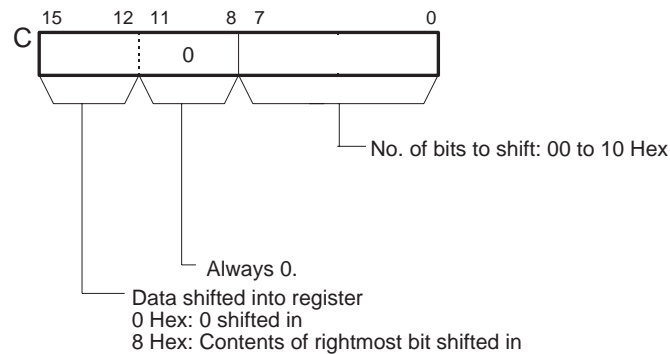 15 12 11 8 7 0
C
0
No. of bits to shift: 00 to 10 Hex
Always 0.
Data shifted into register
0 Hex: 0 shifted in
8 Hex: Contents of rightmost bit shifted in